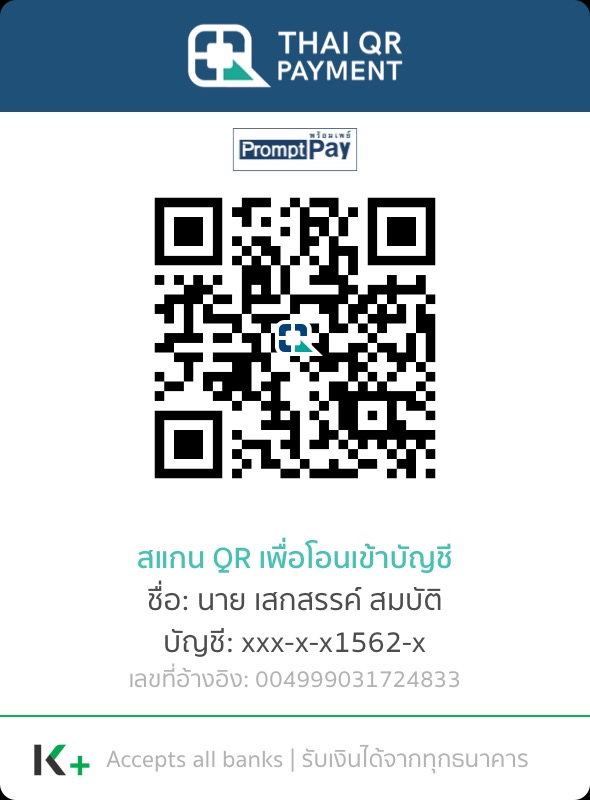 THAI QR
PAYMENT
พร้อมเพย์
PromptPay
สแกน QR เพื่อโอนเข้าบัญชี
ชื่อ: นาย เสกสรรค์ สมบัติ
บัญชี: xxx-x-x1562-x
เลขที่อ้างอิง: 004999031724833
K+ Accepts all banks | รับเงินได้จากทุกธนาคาร